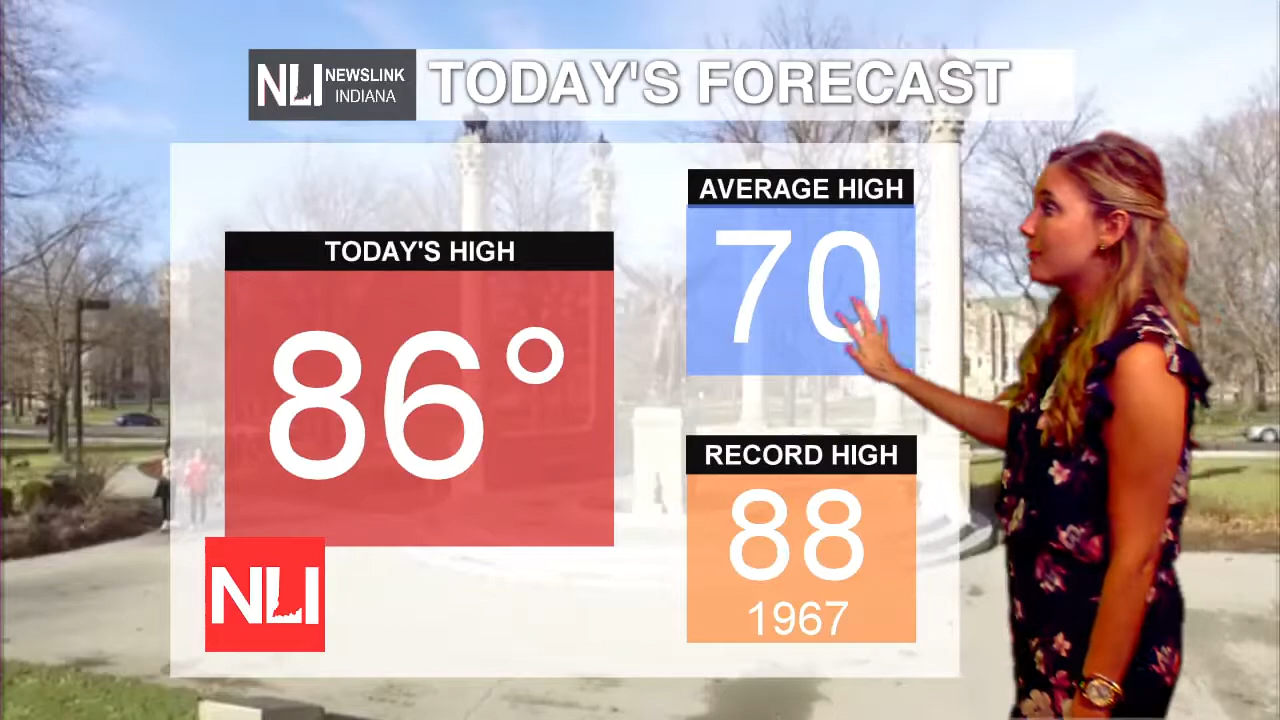 NLI NEWSLINK INDIANA
TODAY'S FORECAST
TODAY'S HIGH
86°
AVERAGE HIGH
70
RECORD HIGH
88
1967
NLI